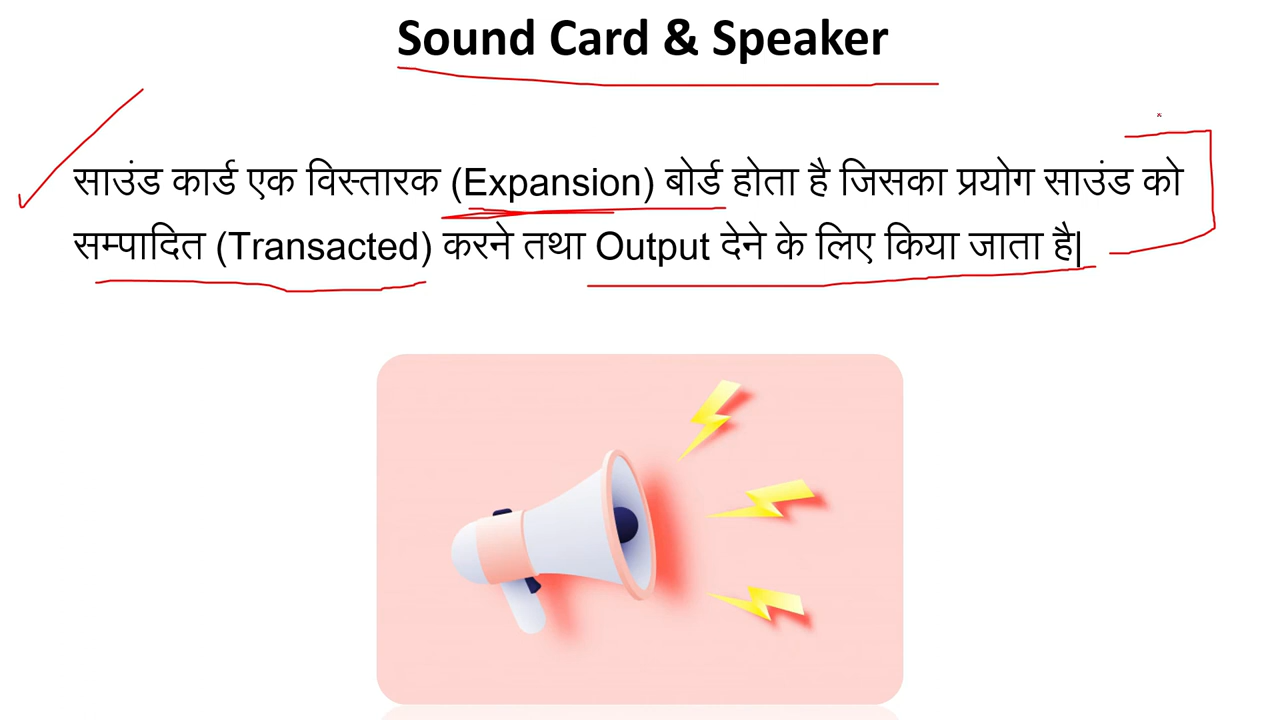 Sound Card & Speaker
साउंड कार्ड एक विस्तारक (Expansion) बोर्ड होता है जिसका प्रयोग साउंड को
सम्पादित (Transacted) करने तथा Output देने के लिए किया जाता है|